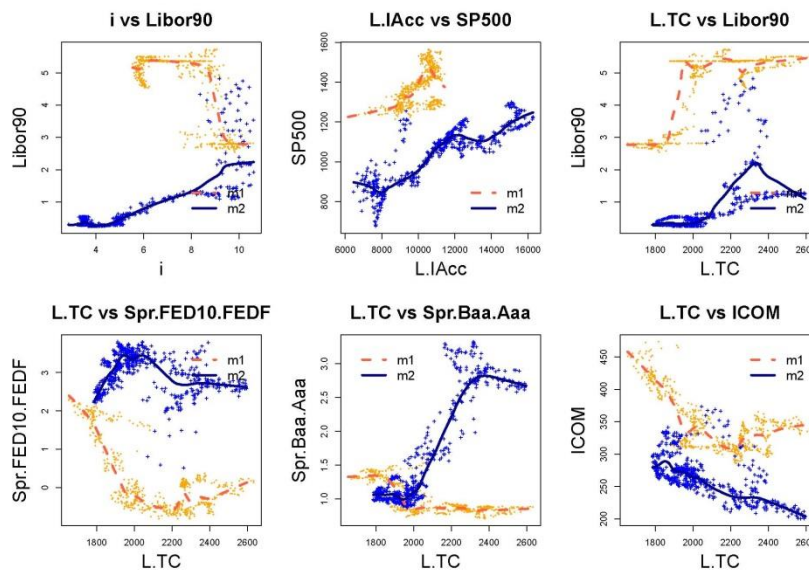 i vs Libor90
L.IAcc vs SP500
L.TC vs Libor90
Libor90
5
4
3
2
1
m1
m2
4
6
8
10
i
SP500
1600
1400
1200
1000
800
m1
m2
6000
8000
10000
12000
14000
16000
L.IAcc
Libor90
5
4
3
2
1
m1
m2
1800
2000
2200
2400
2600
L.TC
L.TC vs Spr.FED10.FEDF
L.TC vs Spr.Baa.Aaa
L.TC vs ICOM
Spr.FED10.FEDF
3
2
1
0
m1
m2
1800
2000
2200
2400
2600
L.TC
Spr.Baa.Aaa
3.0
2.5
2.0
1.5
1.0
m1
m2
1800
2000
2200
2400
2600
L.TC
ICOM
450
400
350
300
250
200
m1
m2
1800
2000
2200
2400
2600
L.TC